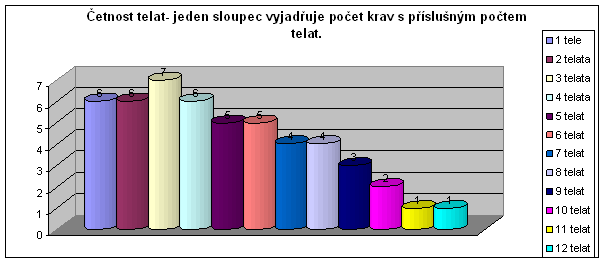 Četnost telat- jeden sloupec vyjadřuje počet krav s příslušným počtem
telat.
7
6
5
4
3
2
1
0
6
6
7
6
5
5
4
4
3
2
1
1
1 tele
2 telata
3 telata
4 telata
5 telat
6 telat
7 telat
8 telat
9 telat
10 telat
11 telat
12 telat